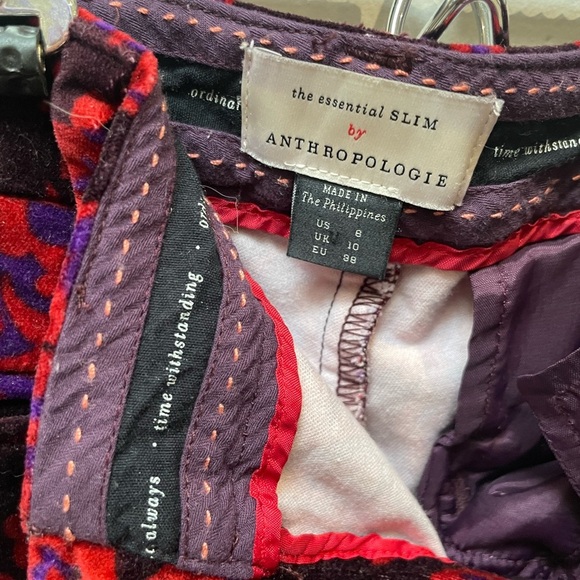 the essential SLIM
by
ANTHROPOLOGIE
MADE IN
The Philippines
US 8
UK 10
EU 38
time withstanding
always · time withstanding ·